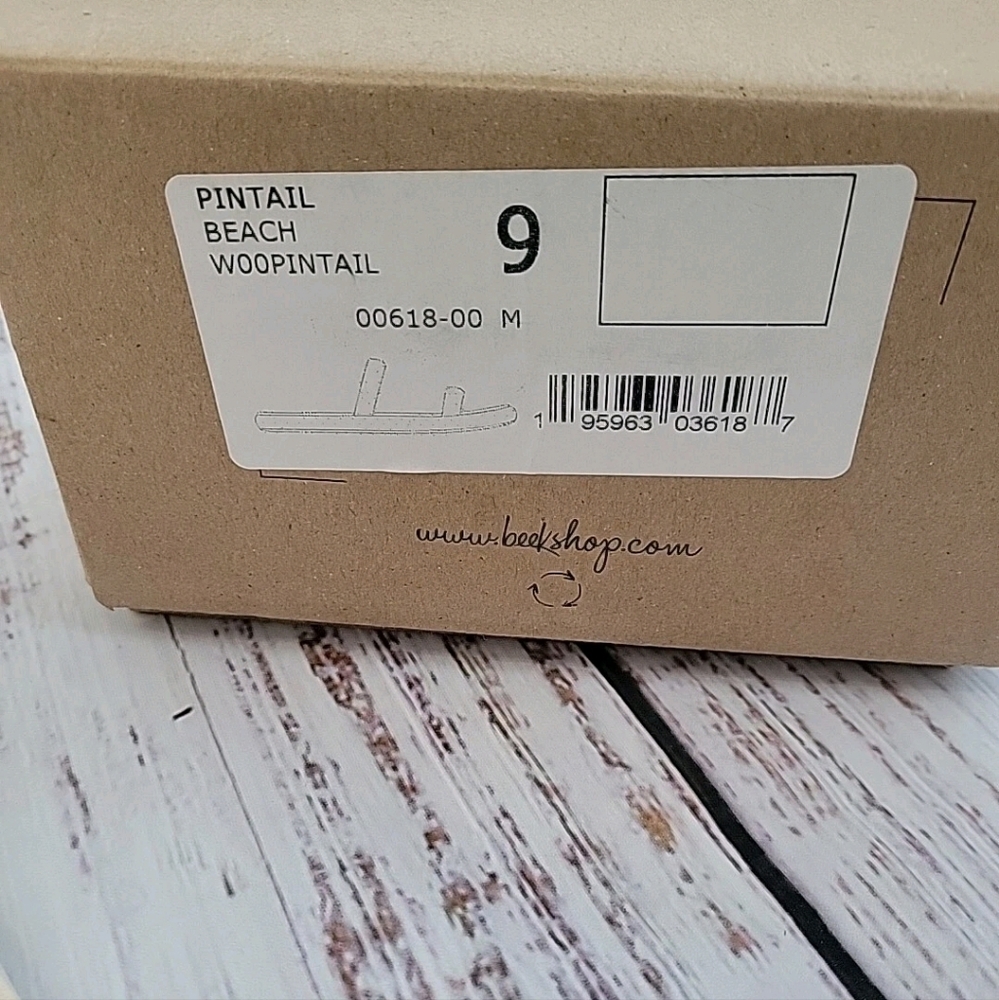 PINTAIL
BEACH
W00PINTAIL
9
00618-00 M
1 95963 03618 7
www.beekshop.com